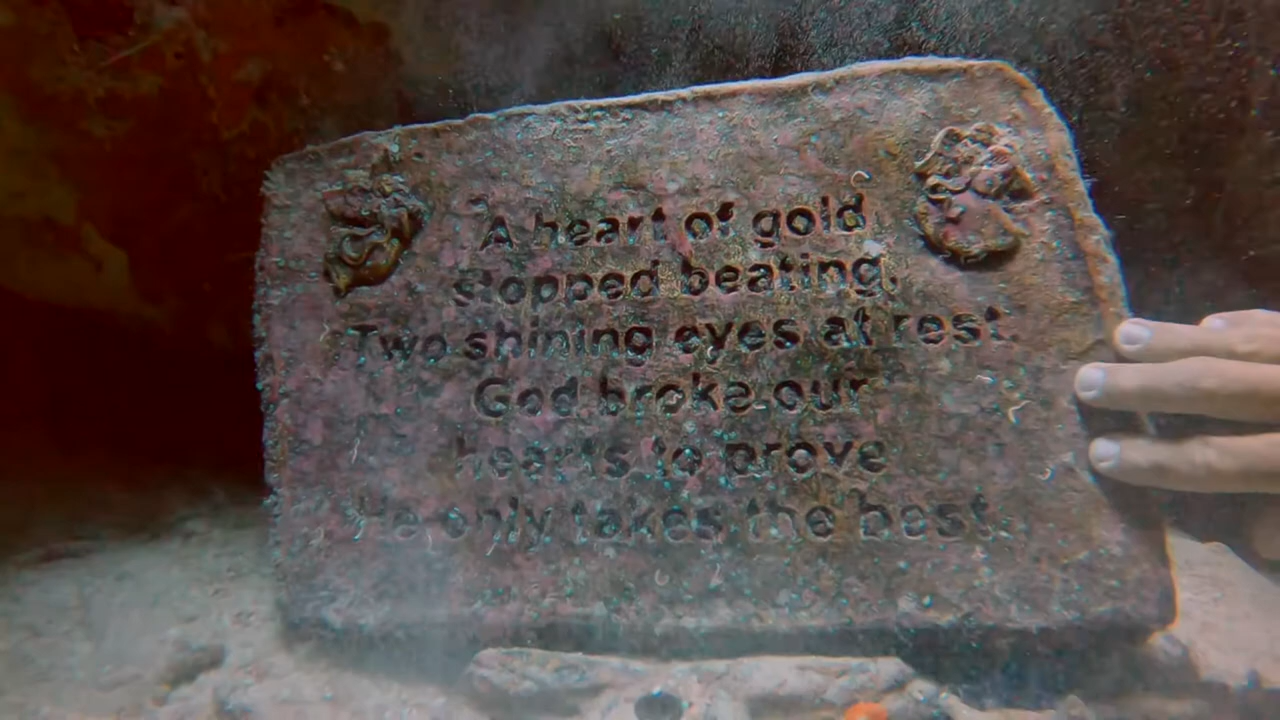 A heart of gold
stopped beating,
Two shining eyes at rest.
God broke our
hearts to prove
He only takes the best.